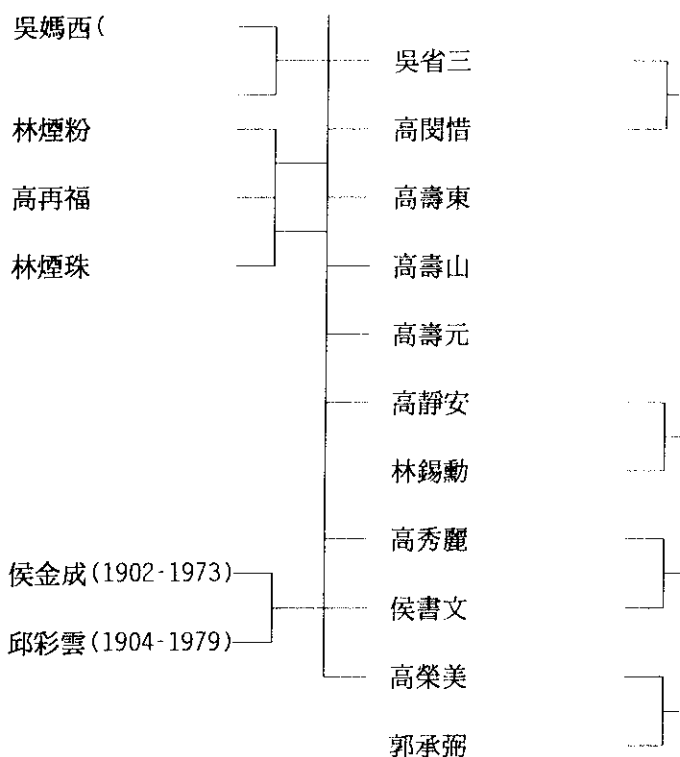 吳媽西(
吳省三
林煙粉
高閔惜
高再福
高壽東
林煙珠
高壽山
高壽元
高靜安
林錫勳
高秀麗
侯金成(1902-1973)
侯書文
邱彩雲(1904-1979)
高榮美
郭承弼